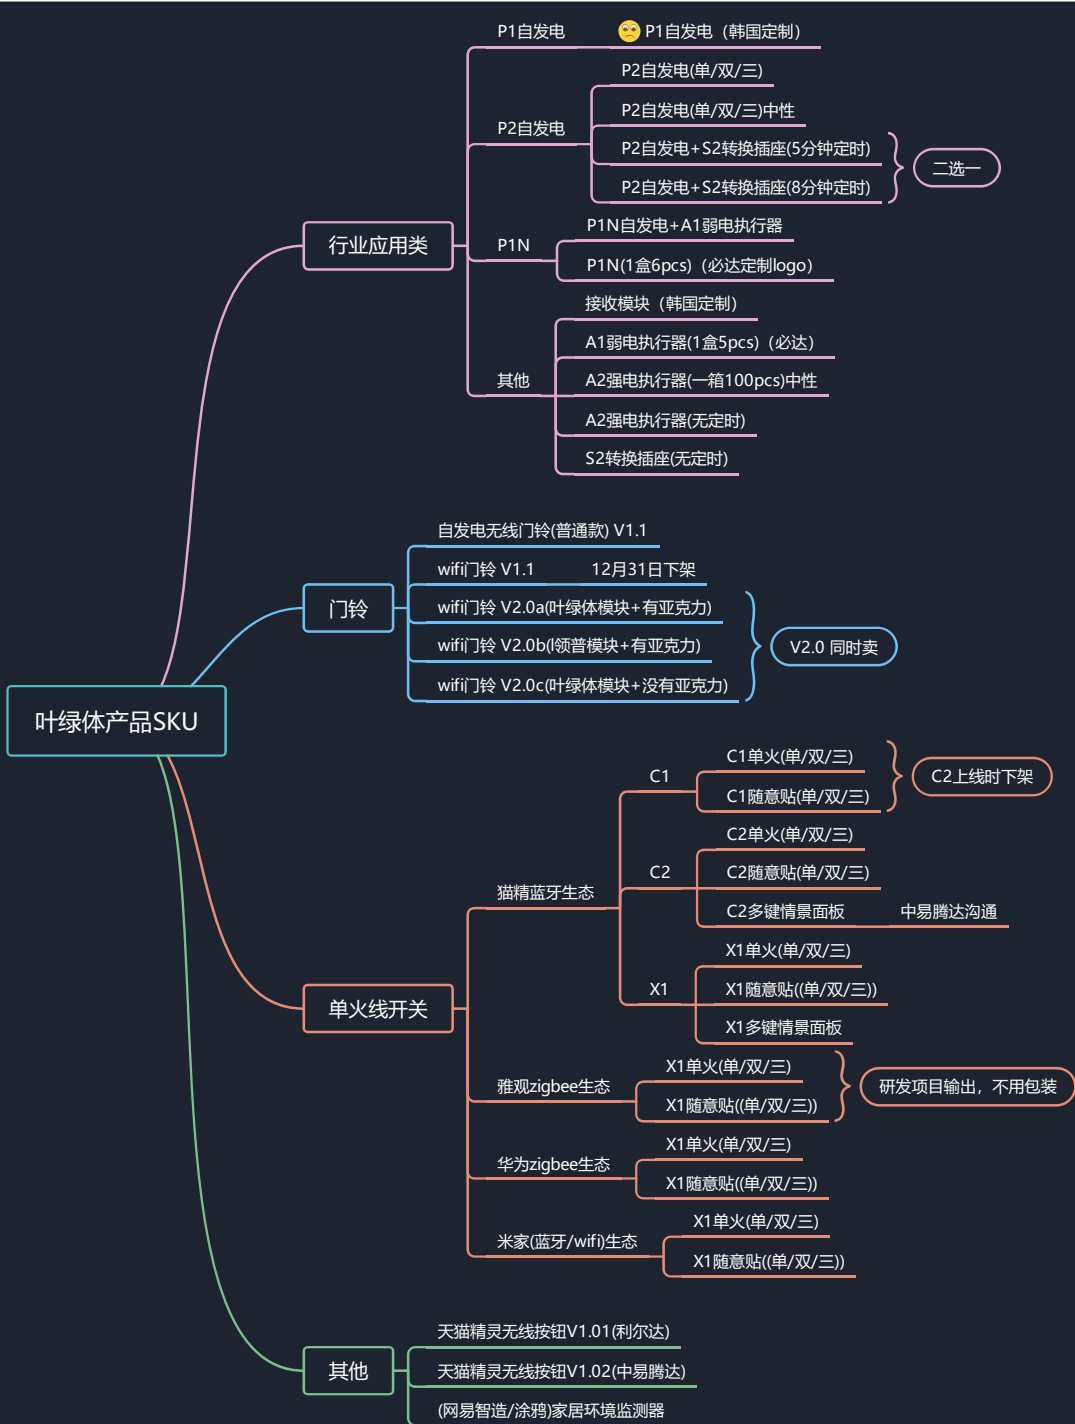 叶绿体产品SKU
行业应用类
P1自发电
P1自发电（韩国定制）
P2自发电
P2自发电(单/双/三)
P2自发电(单/双/三)中性
P2自发电+S2转换插座(5分钟定时)
P2自发电+S2转换插座(8分钟定时)
二选一
P1N
P1N自发电+A1弱电执行器
P1N(1盒6pcs)（必达定制logo）
其他
接收模块（韩国定制）
A1弱电执行器(1盒5pcs)（必达）
A2强电执行器(一箱100pcs)中性
A2强电执行器(无定时)
S2转换插座(无定时)
门铃
自发电无线门铃(普通款) V1.1
wifi门铃 V1.1
12月31日下架
wifi门铃 V2.0a(叶绿体模块+有亚克力)
wifi门铃 V2.0b(l领普模块+有亚克力)
wifi门铃 V2.0c(叶绿体模块+没有亚克力)
V2.0 同时卖
单火线开关
猫精蓝牙生态
C1
C1单火(单/双/三)
C1随意贴(单/双/三)
C2上线时下架
C2
C2单火(单/双/三)
C2随意贴(单/双/三)
C2多键情景面板
中易腾达沟通
X1
X1单火(单/双/三)
X1随意贴((单/双/三))
X1多键情景面板
雅观zigbee生态
X1单火(单/双/三)
X1随意贴((单/双/三))
研发项目输出，不用包装
华为zigbee生态
X1单火(单/双/三)
X1随意贴((单/双/三))
米家(蓝牙/wifi)生态
X1单火(单/双/三)
X1随意贴((单/双/三))
其他
天猫精灵无线按钮V1.01(利尔达)
天猫精灵无线按钮V1.02(中易腾达)
(网易智造/涂鸦)家居环境监测器